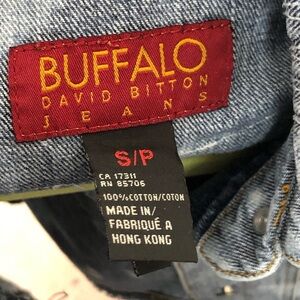 BUFFALO
DAVID BITTON
JEANS
S/P
CA 17311
RN 85706
100%COTTON/COTON
MADE IN/
FABRIQUÉ À
HONG KONG